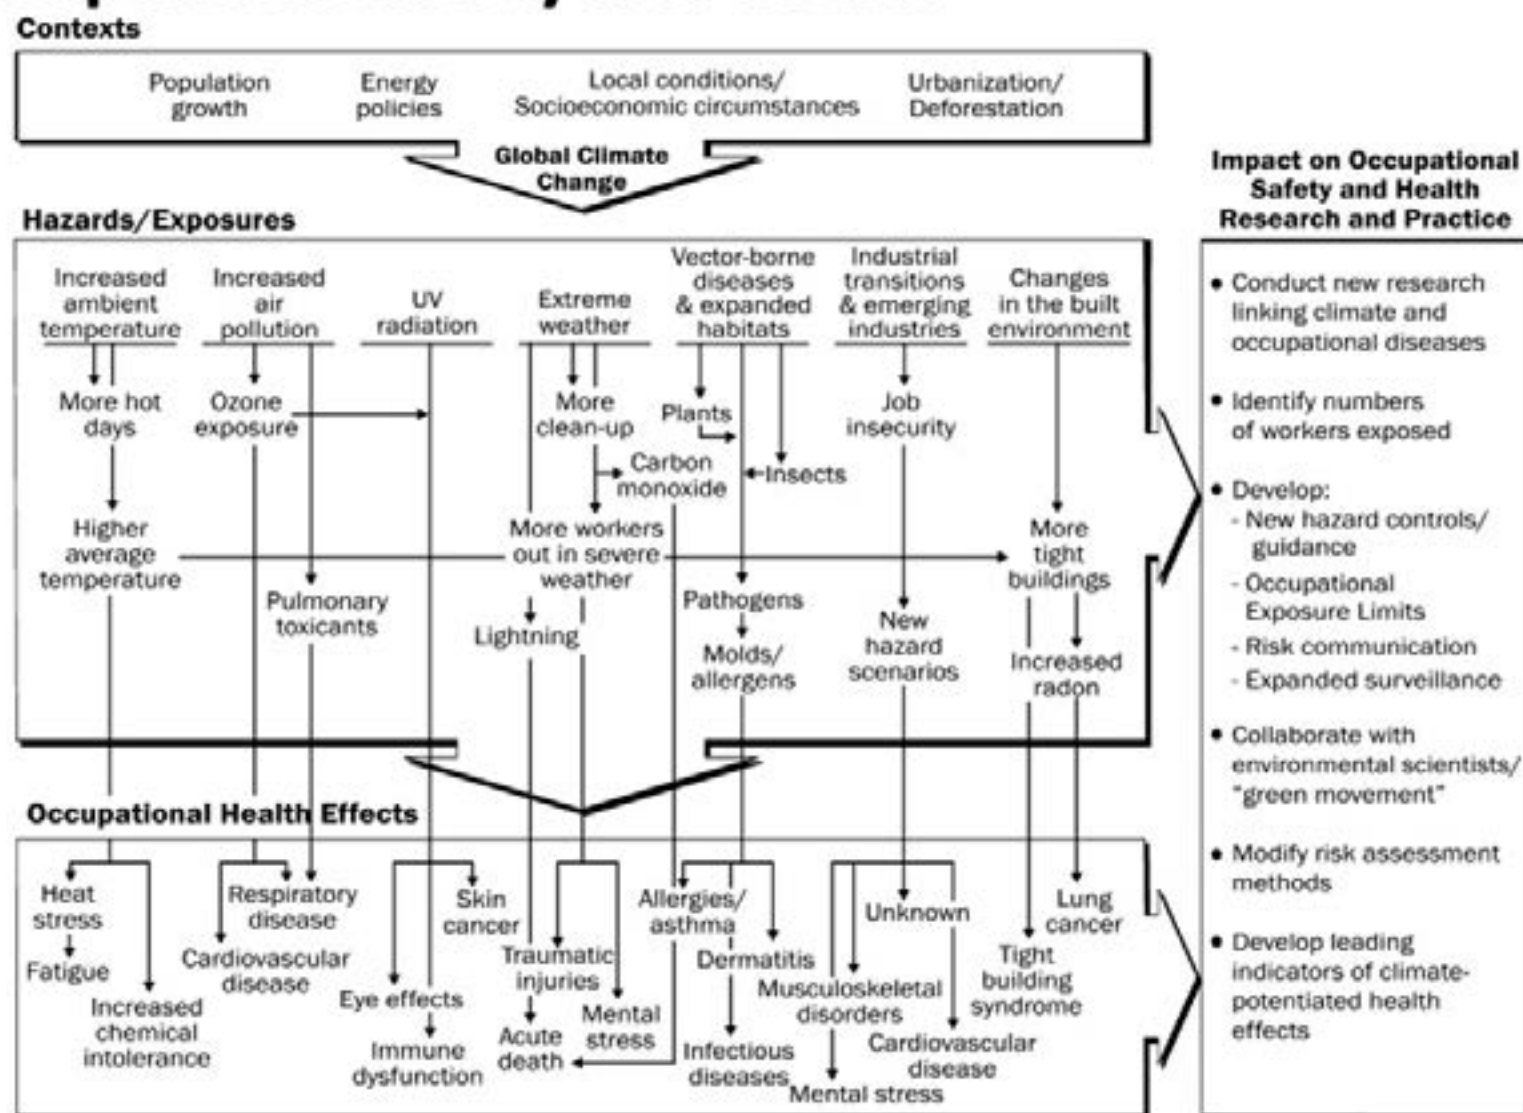 Contexts
Population
growth
Energy
policies
Local conditions/
Socioeconomic circumstances
Urbanization/
Deforestation
Global Climate
Change
Hazards/Exposures
Increased
ambient
temperature
Increased
air
pollution
UV
radiation
Extreme
weather
Vector-borne
diseases
& expanded
habitats
Industrial
transitions
& emerging
industries
Changes
in the built
environment
More hot
days
Ozone
exposure
More
clean-up
Plants
Job
insecurity
Carbon
monoxide
Insects
Higher
average
temperature
More workers
out in severe
weather
More
tight
buildings
Pulmonary
toxicants
Lightning
Pathogens
Molds/
allergens
New
hazard
scenarios
Increased
radon
Occupational Health Effects
Heat
stress
Fatigue
Increased
chemical
intolerance
Respiratory
disease
Cardiovascular
disease
Skin
cancer
Eye effects
Immune
dysfunction
Traumatic
injuries
Mental
stress
Acute
death
Allergies/
asthma
Dermatitis
Infectious
diseases
Unknown
Musculoskeletal
disorders
Cardiovascular
disease
Mental stress
Lung
cancer
Tight
building
syndrome
Impact on Occupational
Safety and Health
Research and Practice
• Conduct new research
linking climate and
occupational diseases
• Identify numbers
of workers exposed
• Develop:
- New hazard controls/
guidance
- Occupational
Exposure Limits
- Risk communication
- Expanded surveillance
• Collaborate with
environmental scientists/
"green movement"
• Modify risk assessment
methods
• Develop leading
indicators of climate-
potentiated health
effects